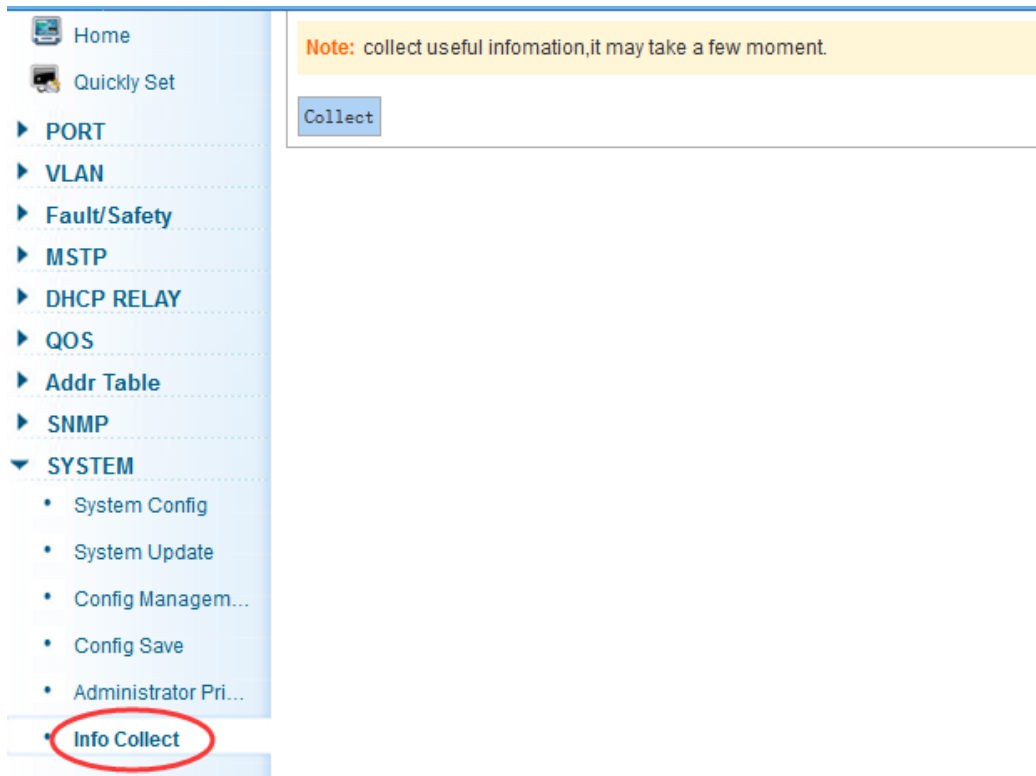 Home
Quickly Set
PORT
VLAN
Fault/Safety
MSTP
DHCP RELAY
QOS
Addr Table
SNMP
SYSTEM
System Config
System Update
Config Managem...
Config Save
Administrator Pri...
Info Collect
Note: collect useful infomation,it may take a few moment.
Collect